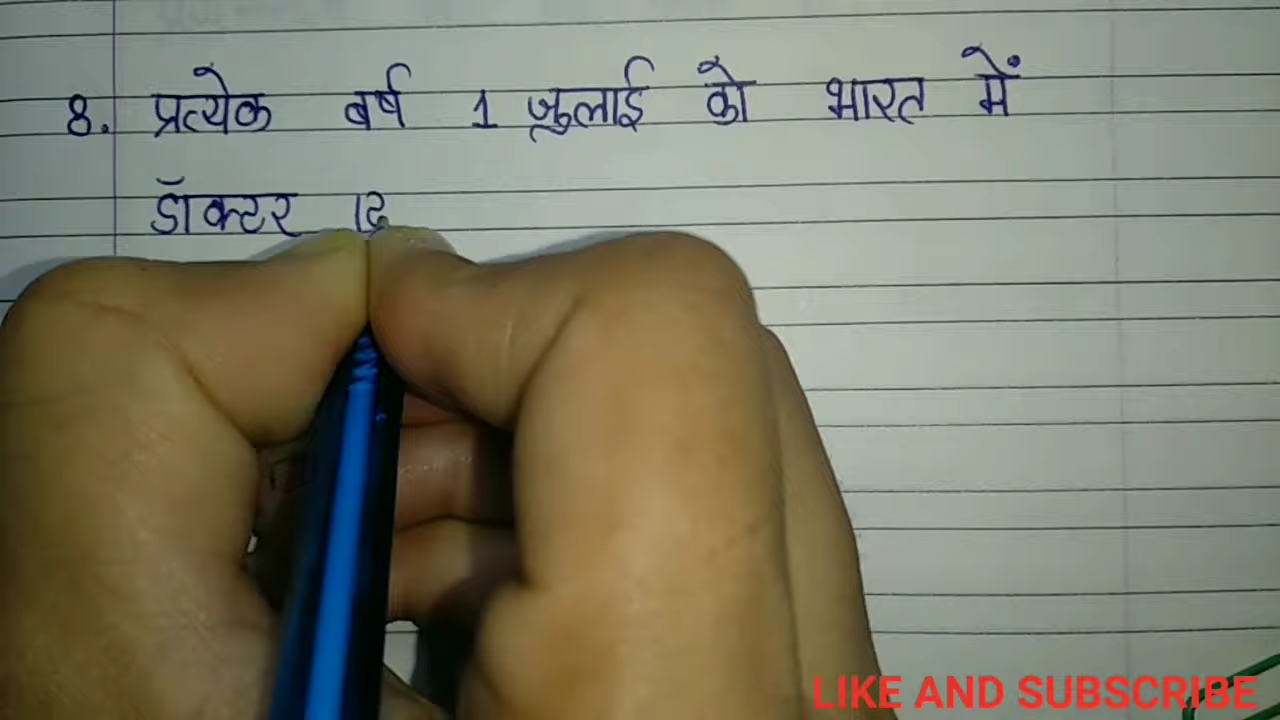 8. प्रत्येक बर्ष 1 जुलाई को भारत में
डॉक्टर दि
LIKE AND SUBSCRIBE